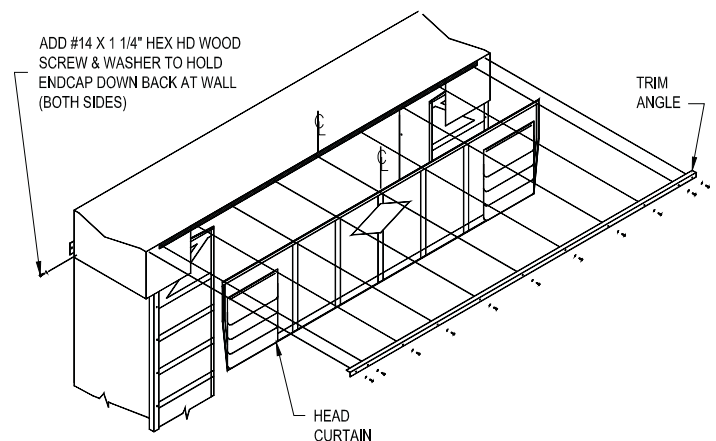 ADD #14 X 1 1/4" HEX HD WOOD
SCREW & WASHER TO HOLD
ENDCAP DOWN BACK AT WALL
(BOTH SIDES)
TRIM
ANGLE
℄
℄
HEAD
CURTAIN